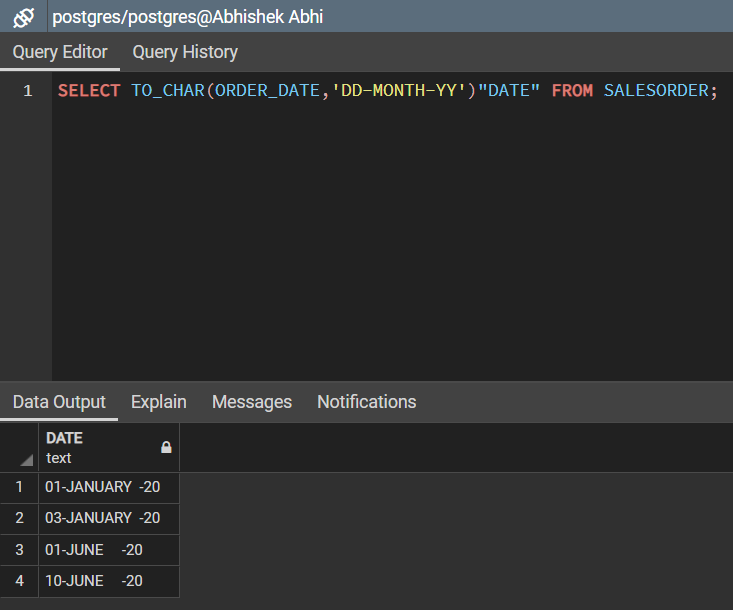 postgres/postgres@Abhishek Abhi
Query Editor Query History
1 SELECT TO_CHAR(ORDER_DATE,'DD-MONTH-YY')"DATE" FROM SALESORDER;
Data Output Explain Messages Notifications
DATE
text
1 01-JANUARY  -20
2 03-JANUARY  -20
3 01-JUNE     -20
4 10-JUNE     -20